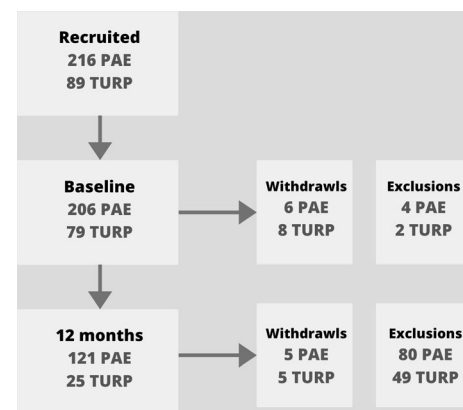 Recruited
216 PAE
89 TURP
Baseline
206 PAE
79 TURP
Withdrawls
6 PAE
8 TURP
Exclusions
4 PAE
2 TURP
12 months
121 PAE
25 TURP
Withdrawls
5 PAE
5 TURP
Exclusions
80 PAE
49 TURP